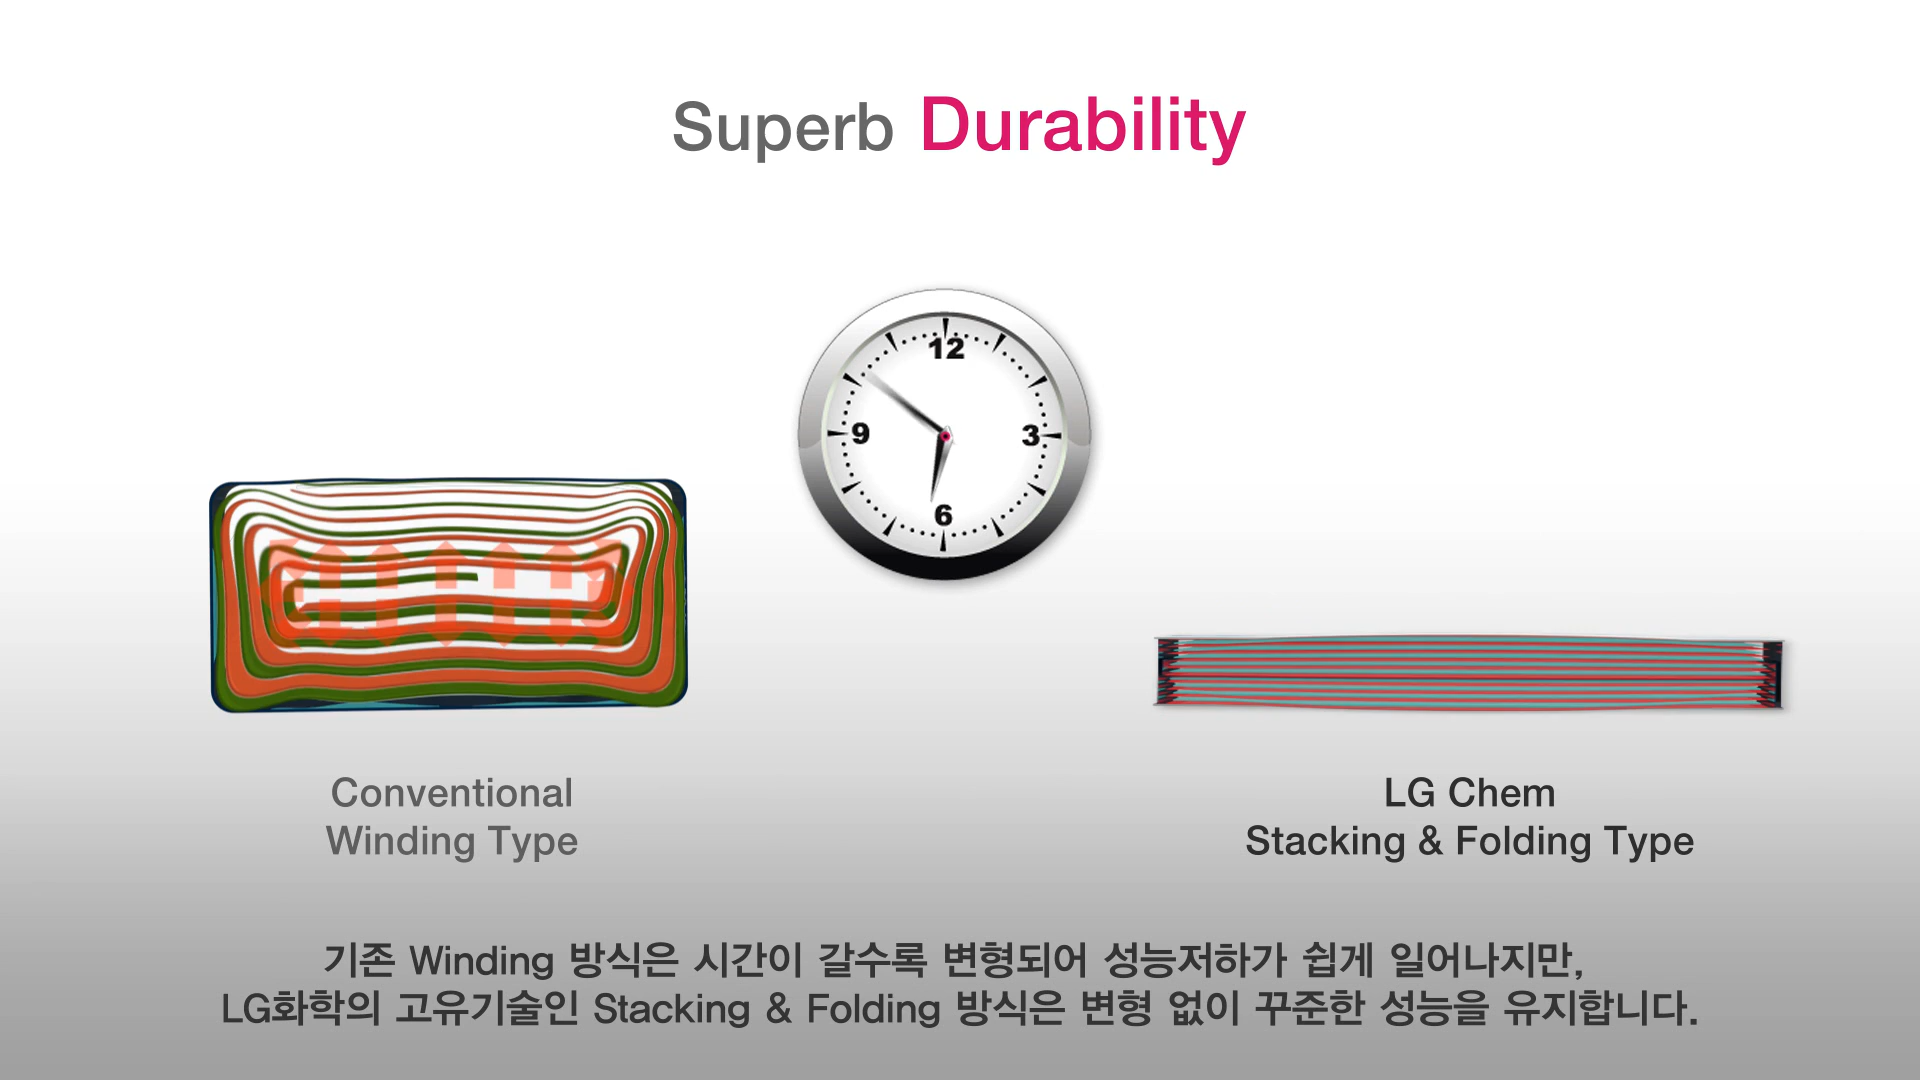 Superb Durability
12
9
3
6
Conventional
Winding Type
LG Chem
Stacking & Folding Type
기존 Winding 방식은 시간이 갈수록 변형되어 성능저하가 쉽게 일어나지만,
LG화학의 고유기술인 Stacking & Folding 방식은 변형 없이 꾸준한 성능을 유지합니다.